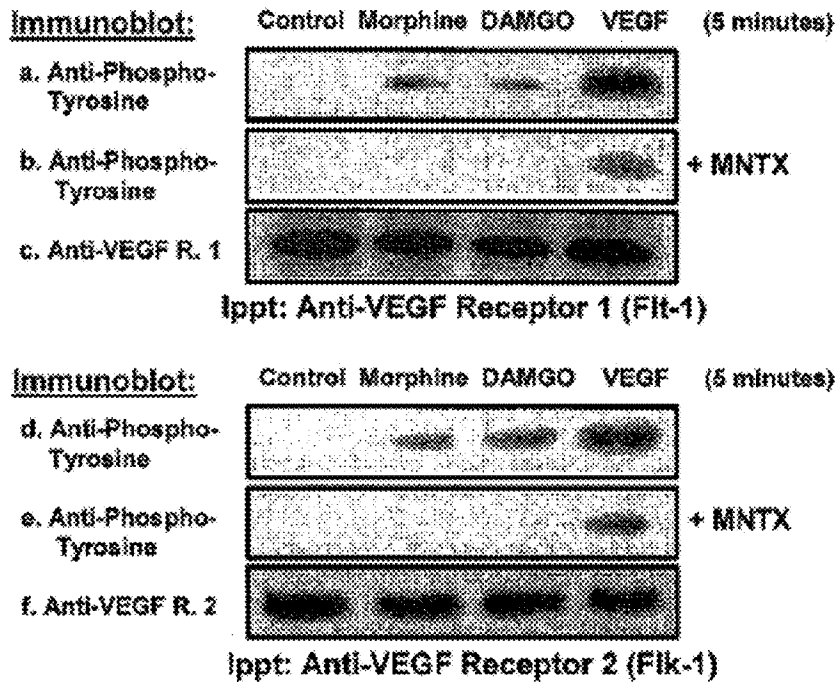 Immunoblot: Control Morphine DAMGO VEGF (5 minutes)
a. Anti-Phospho-
Tyrosine
b. Anti-Phospho-
Tyrosine
+ MNTX
c. Anti-VEGF R. 1
Ippt: Anti-VEGF Receptor 1 (Flt-1)
Immunoblot: Control Morphine DAMGO VEGF (5 minutes)
d. Anti-Phospho-
Tyrosine
e. Anti-Phospho-
Tyrosine
+ MNTX
f. Anti-VEGF R. 2
Ippt: Anti-VEGF Receptor 2 (Flk-1)